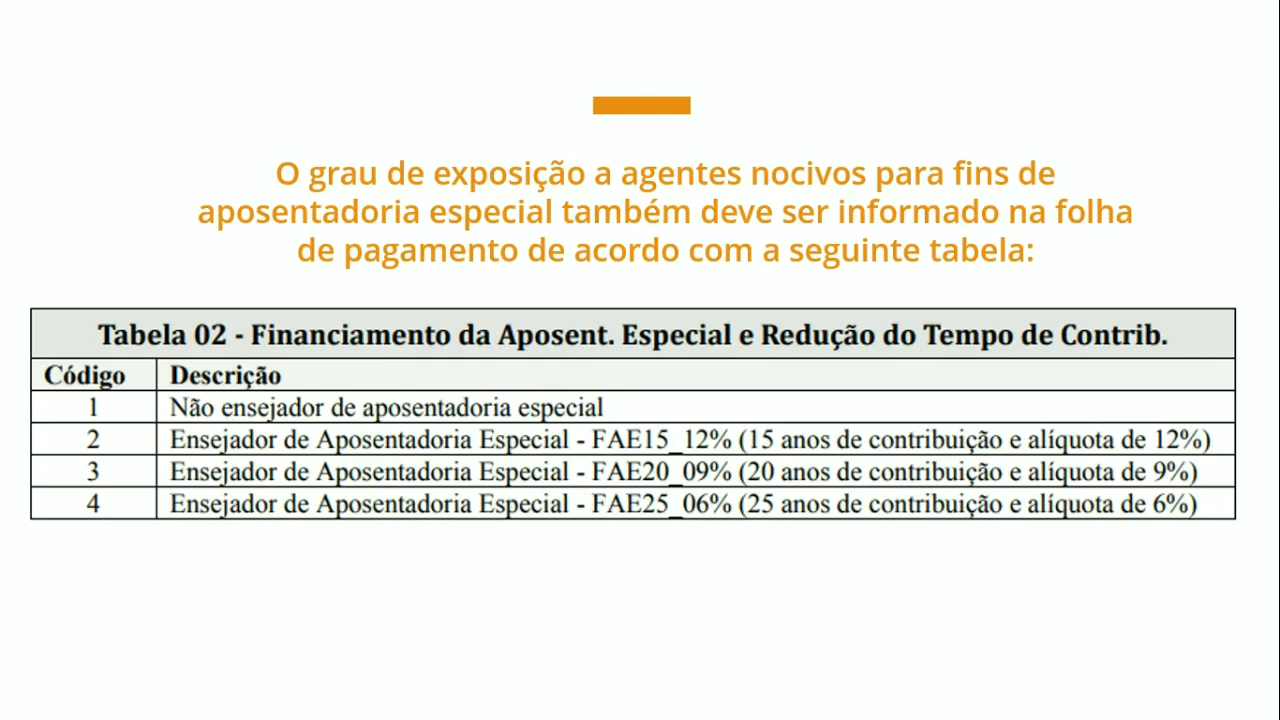 O grau de exposição a agentes nocivos para fins de
aposentadoria especial também deve ser informado na folha
de pagamento de acordo com a seguinte tabela:
Tabela 02 - Financiamento da Aposent. Especial e Redução do Tempo de Contrib.
Código Descrição
1 Não ensejador de aposentadoria especial
2 Ensejador de Aposentadoria Especial - FAE15_12% (15 anos de contribuição e alíquota de 12%)
3 Ensejador de Aposentadoria Especial - FAE20_09% (20 anos de contribuição e alíquota de 9%)
4 Ensejador de Aposentadoria Especial - FAE25_06% (25 anos de contribuição e alíquota de 6%)